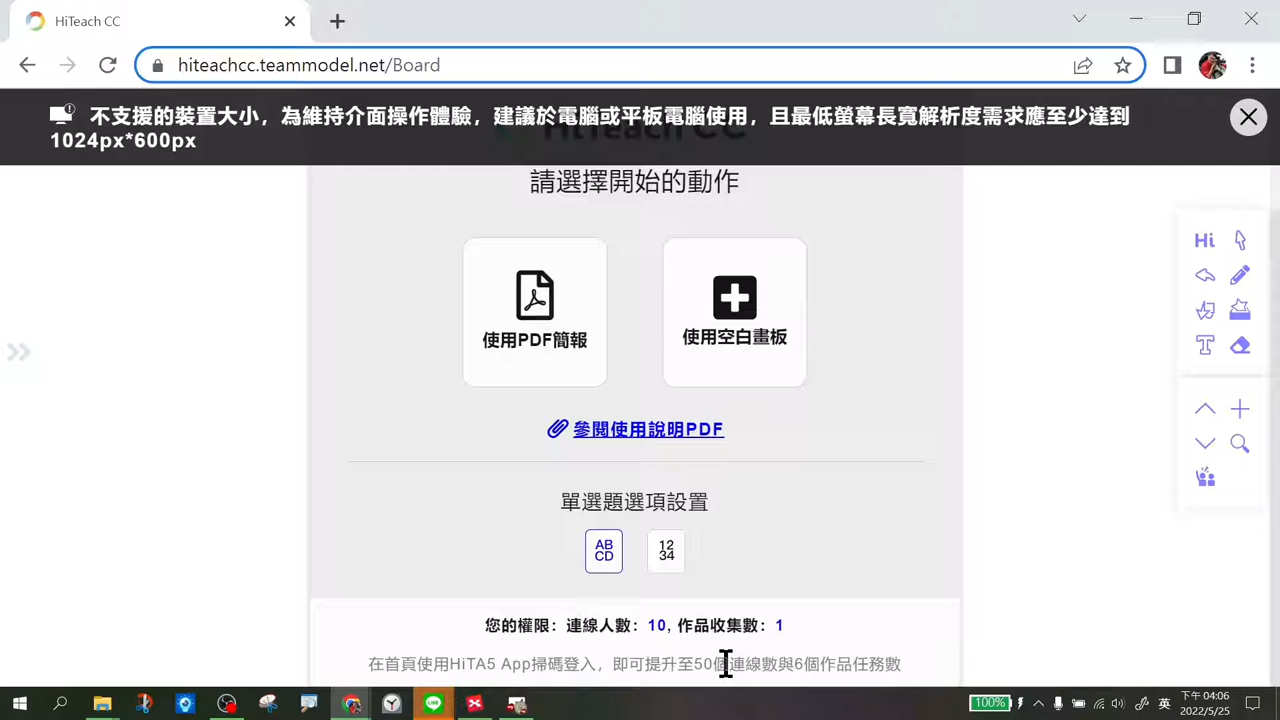 HiTeach CC
hiteachcc.teammodel.net/Board
不支援的裝置大小，為維持介面操作體驗，建議於電腦或平板電腦使用，且最低螢幕長寬解析度需求應至少達到
1024px*600px
HiTeach CC
請選擇開始的動作
使用PDF簡報
使用空白畫板
參閱使用說明PDF
單選題選項設置
AB
CD
12
34
您的權限：連線人數：10, 作品收集數：1
在首頁使用HiTA5 App掃碼登入，即可提升至50個連線數與6個作品任務數
Hi
T
100%
英
下午 04:06
2022/5/25